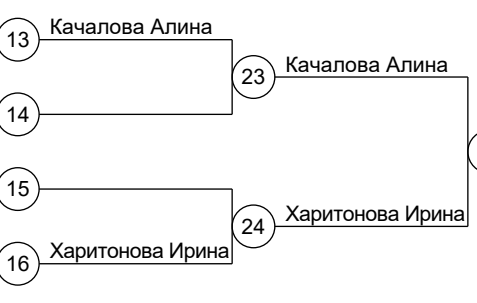 13 Качалова Алина
23 Качалова Алина
14
15
24 Харитонова Ирина
16 Харитонова Ирина